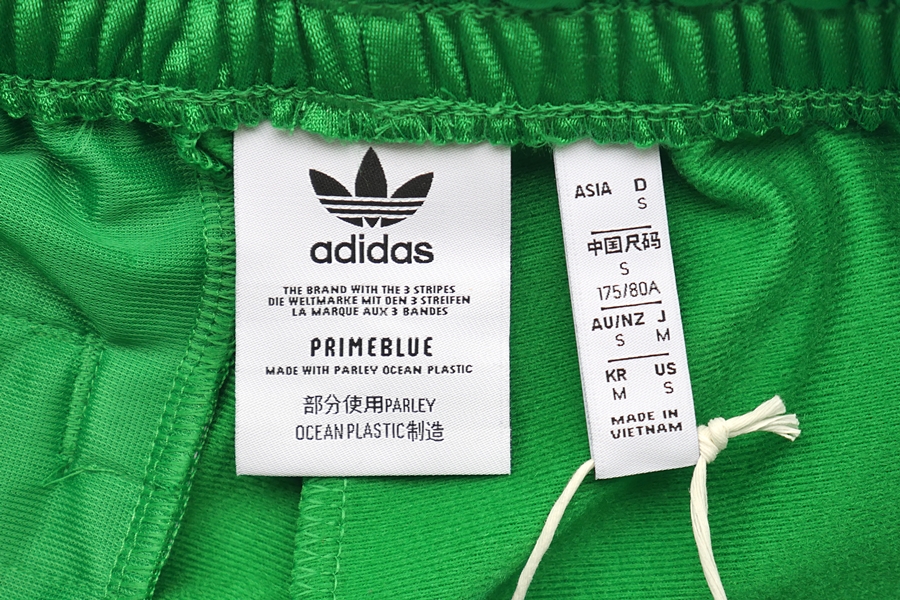 adidas
THE BRAND WITH THE 3 STRIPES
DIE WELTMARKE MIT DEN 3 STREIFEN
LA MARQUE AUX 3 BANDES
PRIMEBLUE
MADE WITH PARLEY OCEAN PLASTIC
部分使用PARLEY
OCEAN PLASTIC制造
ASIA D
S
中国尺码
S
175/80A
AU/NZ J
S M
KR US
M S
MADE IN
VIETNAM